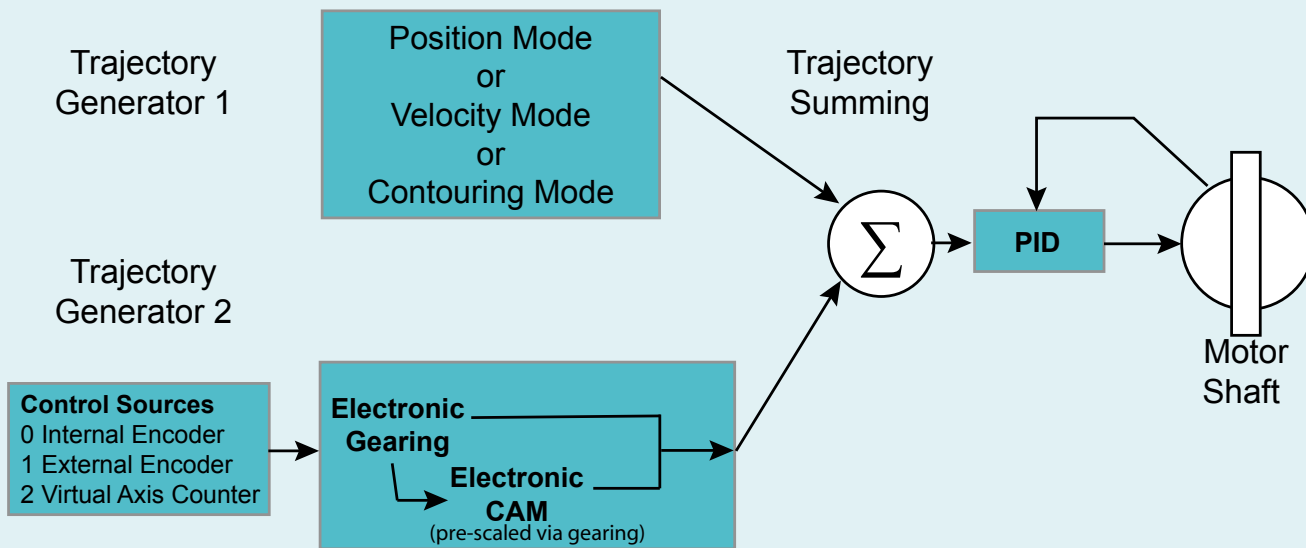 Trajectory
Generator 1
Position Mode
or
Velocity Mode
or
Contouring Mode
Trajectory
Summing
Σ
PID
Motor
Shaft
Trajectory
Generator 2
Control Sources
0 Internal Encoder
1 External Encoder
2 Virtual Axis Counter
Electronic
Gearing
Electronic
CAM
(pre-scaled via gearing)